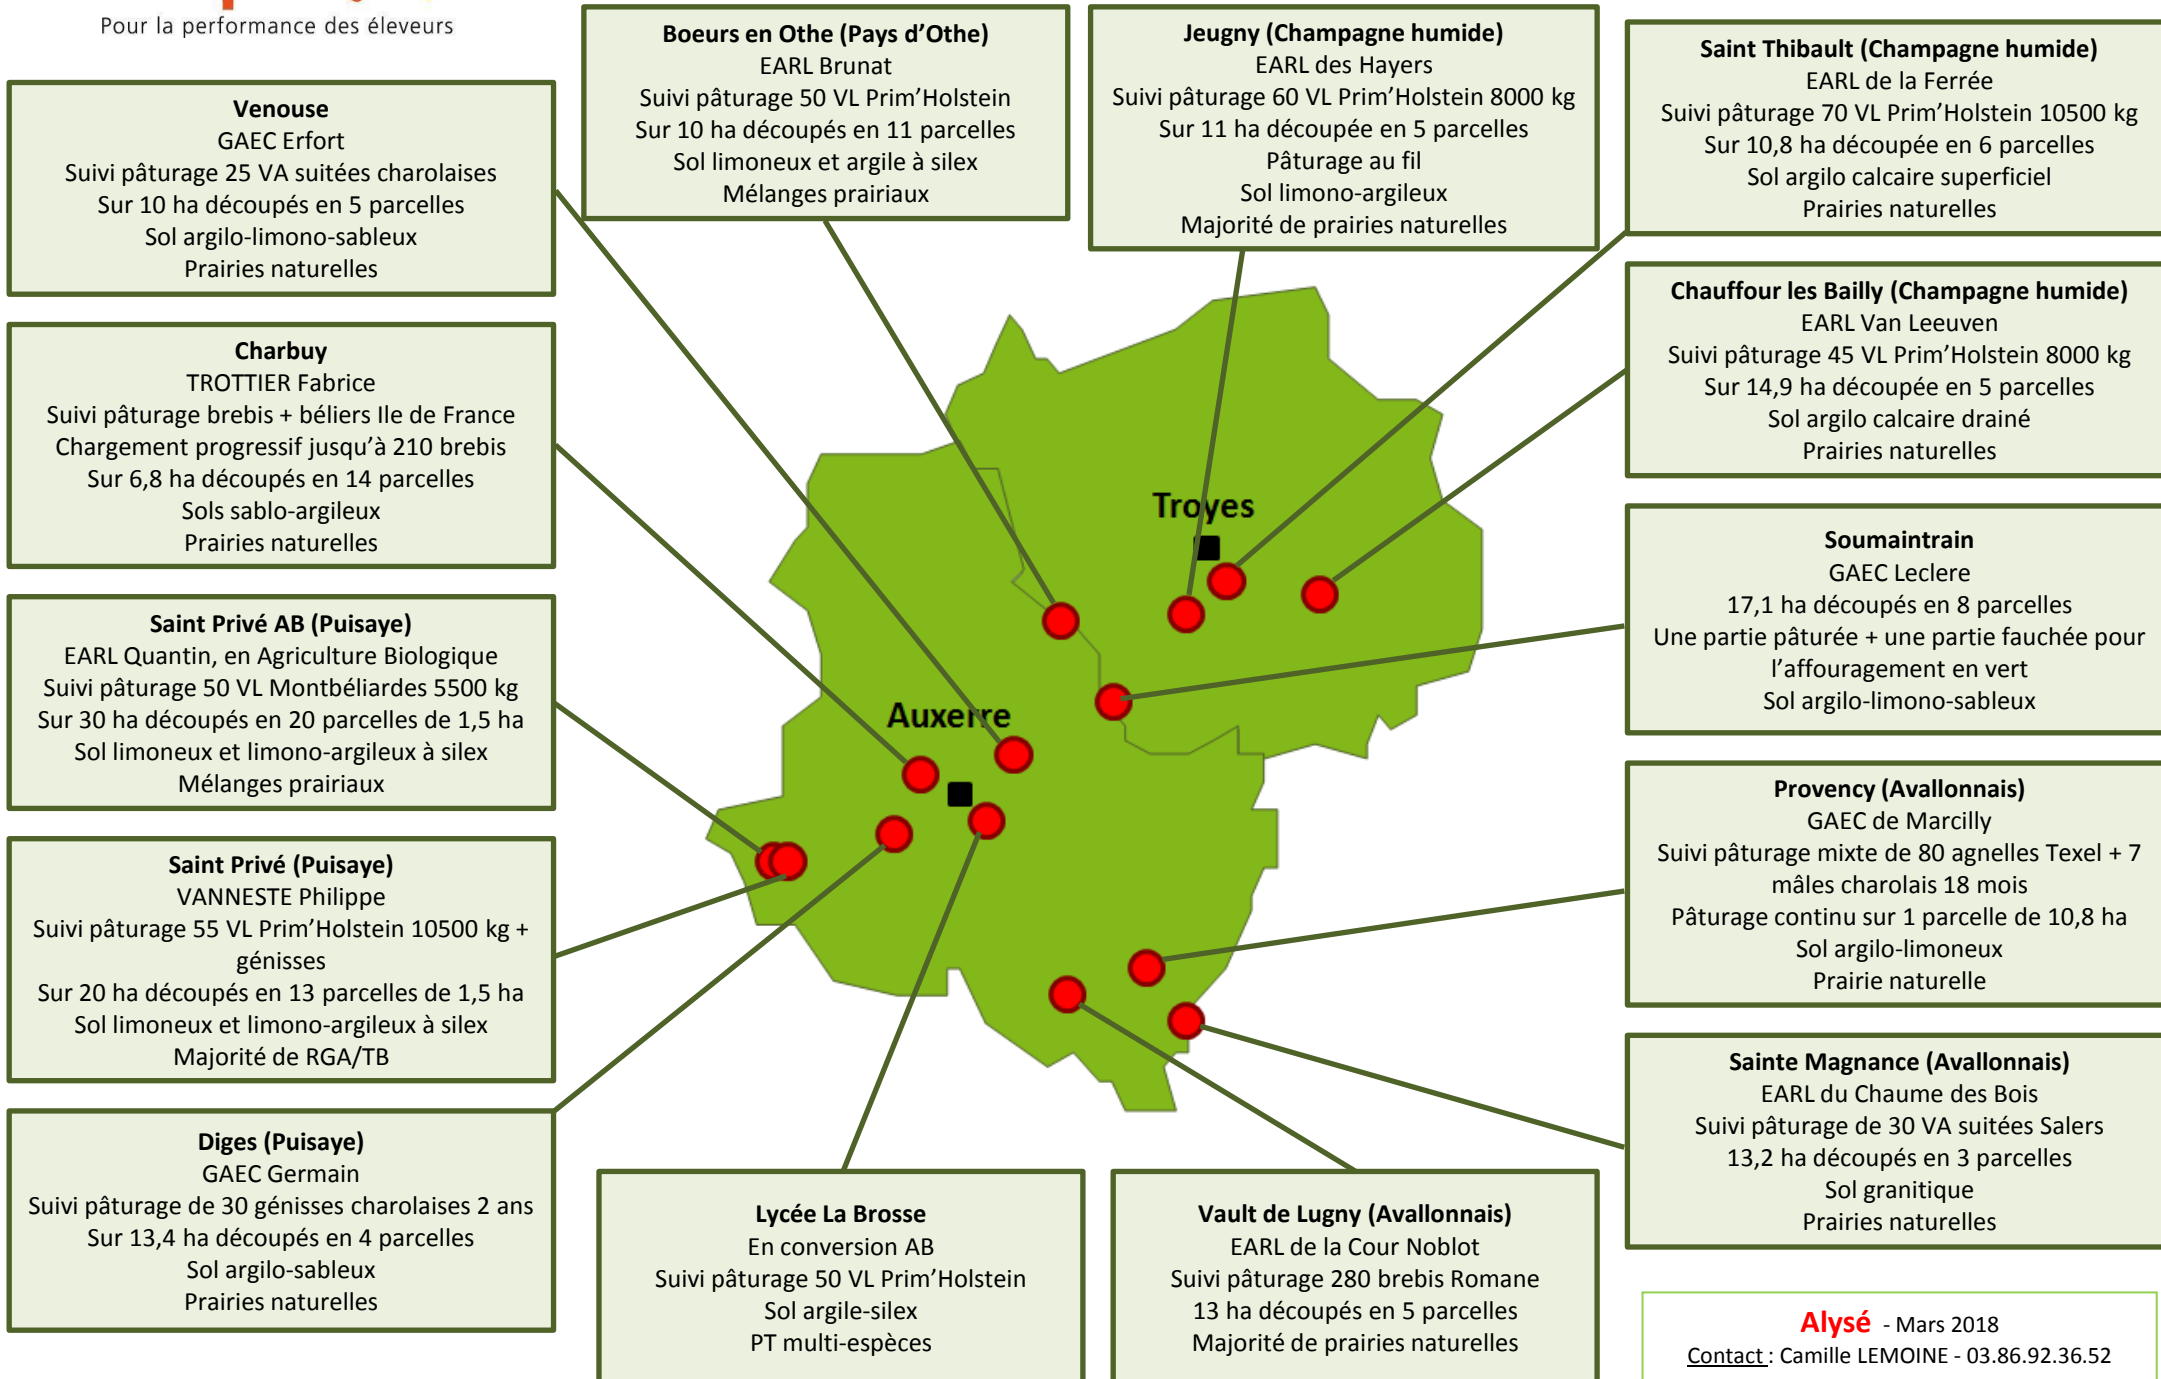 Pour la performance des éleveurs
Venouse
GAEC Erfort
Suivi pâturage 25 VA suitées charolaises
Sur 10 ha découpés en 5 parcelles
Sol argilo-limono-sableux
Prairies naturelles
Charbuy
TROTTIER Fabrice
Suivi pâturage brebis + béliers Ile de France
Chargement progressif jusqu’à 210 brebis
Sur 6,8 ha découpés en 14 parcelles
Sols sablo-argileux
Prairies naturelles
Saint Privé AB (Puisaye)
EARL Quantin, en Agriculture Biologique
Suivi pâturage 50 VL Montbéliardes 5500 kg
Sur 30 ha découpés en 20 parcelles de 1,5 ha
Sol limoneux et limono-argileux à silex
Mélanges prairiaux
Saint Privé (Puisaye)
VANNESTE Philippe
Suivi pâturage 55 VL Prim’Holstein 10500 kg +
génisses
Sur 20 ha découpés en 13 parcelles de 1,5 ha
Sol limoneux et limono-argileux à silex
Majorité de RGA/TB
Diges (Puisaye)
GAEC Germain
Suivi pâturage de 30 génisses charolaises 2 ans
Sur 13,4 ha découpés en 4 parcelles
Sol argilo-sableux
Prairies naturelles
Boeurs en Othe (Pays d’Othe)
EARL Brunat
Suivi pâturage 50 VL Prim’Holstein
Sur 10 ha découpés en 11 parcelles
Sol limoneux et argile à silex
Mélanges prairiaux
Jeugny (Champagne humide)
EARL des Hayers
Suivi pâturage 60 VL Prim’Holstein 8000 kg
Sur 11 ha découpée en 5 parcelles
Pâturage au fil
Sol limono-argileux
Majorité de prairies naturelles
Saint Thibault (Champagne humide)
EARL de la Ferrée
Suivi pâturage 70 VL Prim’Holstein 10500 kg
Sur 10,8 ha découpée en 6 parcelles
Sol argilo calcaire superficiel
Prairies naturelles
Chauffour les Bailly (Champagne humide)
EARL Van Leeuven
Suivi pâturage 45 VL Prim’Holstein 8000 kg
Sur 14,9 ha découpée en 5 parcelles
Sol argilo calcaire drainé
Prairies naturelles
Soumaintrain
GAEC Leclere
17,1 ha découpés en 8 parcelles
Une partie pâturée + une partie fauchée pour
l’affouragement en vert
Sol argilo-limono-sableux
Provency (Avallonnais)
GAEC de Marcilly
Suivi pâturage mixte de 80 agnelles Texel + 7
mâles charolais 18 mois
Pâturage continu sur 1 parcelle de 10,8 ha
Sol argilo-limoneux
Prairie naturelle
Sainte Magnance (Avallonnais)
EARL du Chaume des Bois
Suivi pâturage de 30 VA suitées Salers
13,2 ha découpés en 3 parcelles
Sol granitique
Prairies naturelles
Troyes
Auxerre
Lycée La Brosse
En conversion AB
Suivi pâturage 50 VL Prim’Holstein
Sol argile-silex
PT multi-espèces
Vault de Lugny (Avallonnais)
EARL de la Cour Noblot
Suivi pâturage 280 brebis Romane
13 ha découpés en 5 parcelles
Majorité de prairies naturelles
Alysé - Mars 2018
Contact : Camille LEMOINE - 03.86.92.36.52